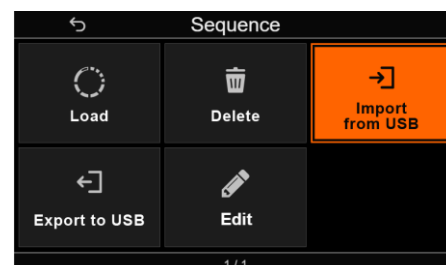 Sequence
Load
Delete
Import
from USB
Export to USB
Edit
1/1